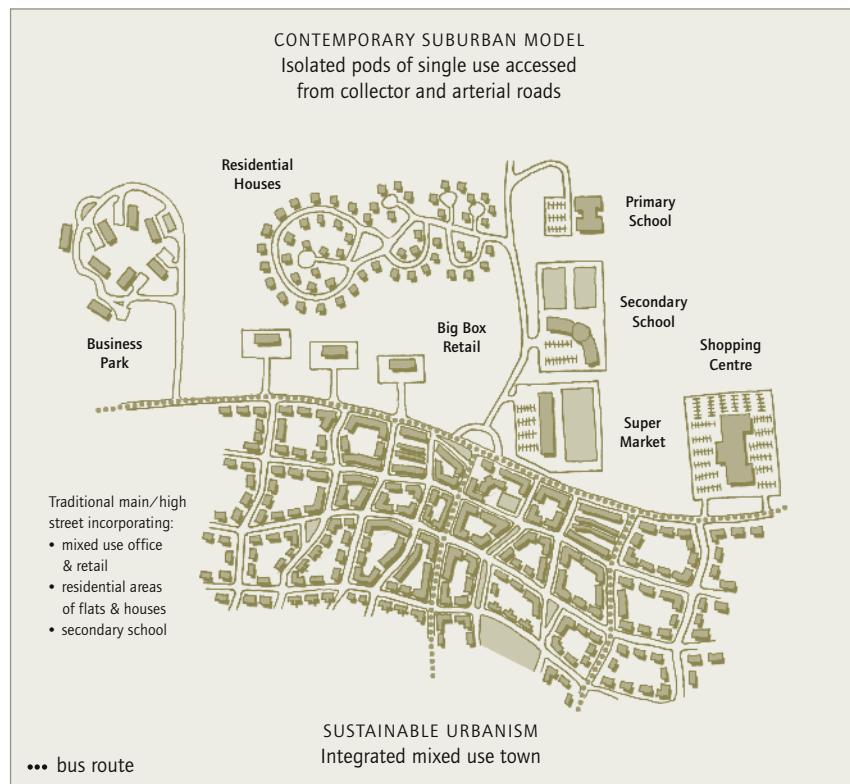 CONTEMPORARY SUBURBAN MODEL
Isolated pods of single use accessed
from collector and arterial roads
Residential
Houses
Primary
School
Secondary
School
Business
Park
Big Box
Retail
Shopping
Centre
Super
Market
Traditional main/high
street incorporating:
• mixed use office
& retail
• residential areas
of flats & houses
• secondary school
SUSTAINABLE URBANISM
Integrated mixed use town
••• bus route